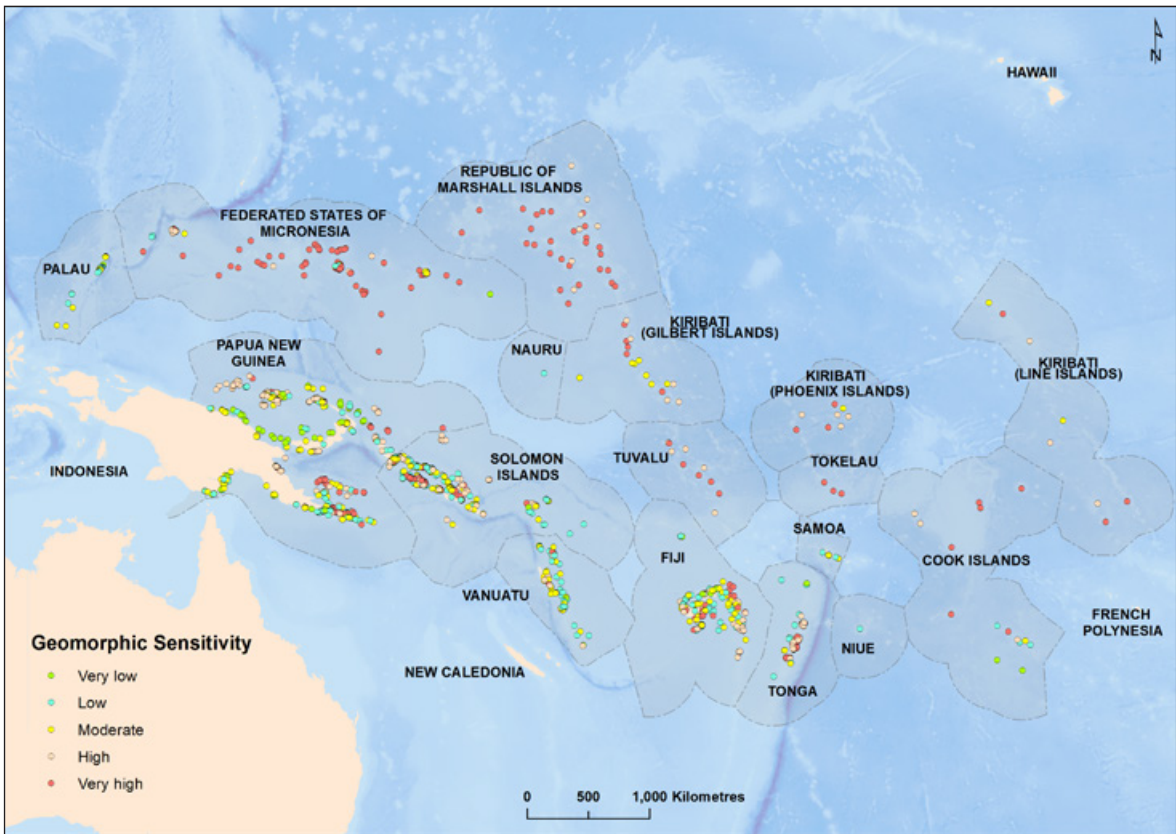 N
HAWAII
REPUBLIC OF
MARSHALL ISLANDS
FEDERATED STATES OF
MICRONESIA
PALAU
KIRIBATI
(GILBERT ISLANDS)
NAURU
PAPUA NEW
GUINEA
KIRIBATI
(LINE ISLANDS)
KIRIBATI
(PHOENIX ISLANDS)
INDONESIA
SOLOMON
ISLANDS
TUVALU
TOKELAU
SAMOA
FIJI
COOK ISLANDS
VANUATU
FRENCH
POLYNESIA
NIUE
NEW CALEDONIA
TONGA
Geomorphic Sensitivity
Very low
Low
Moderate
High
Very high
0 500 1,000 Kilometres